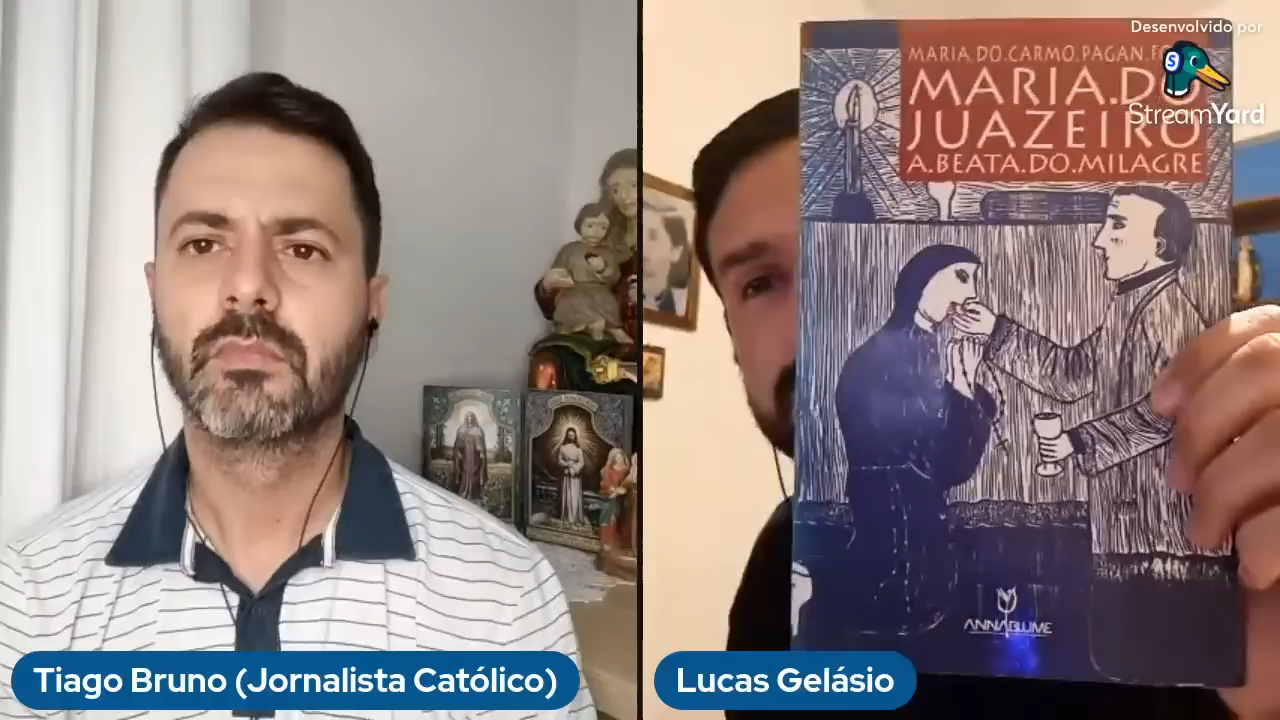 Desenvolvido por
StreamYard
MARIA.DO.CARMO.PAGAN.
MARIA.DO
JUAZEIRO
A.BEATA.DO.MILAGRE
ANNABLUME
Tiago Bruno (Jornalista Católico)
Lucas Gelásio